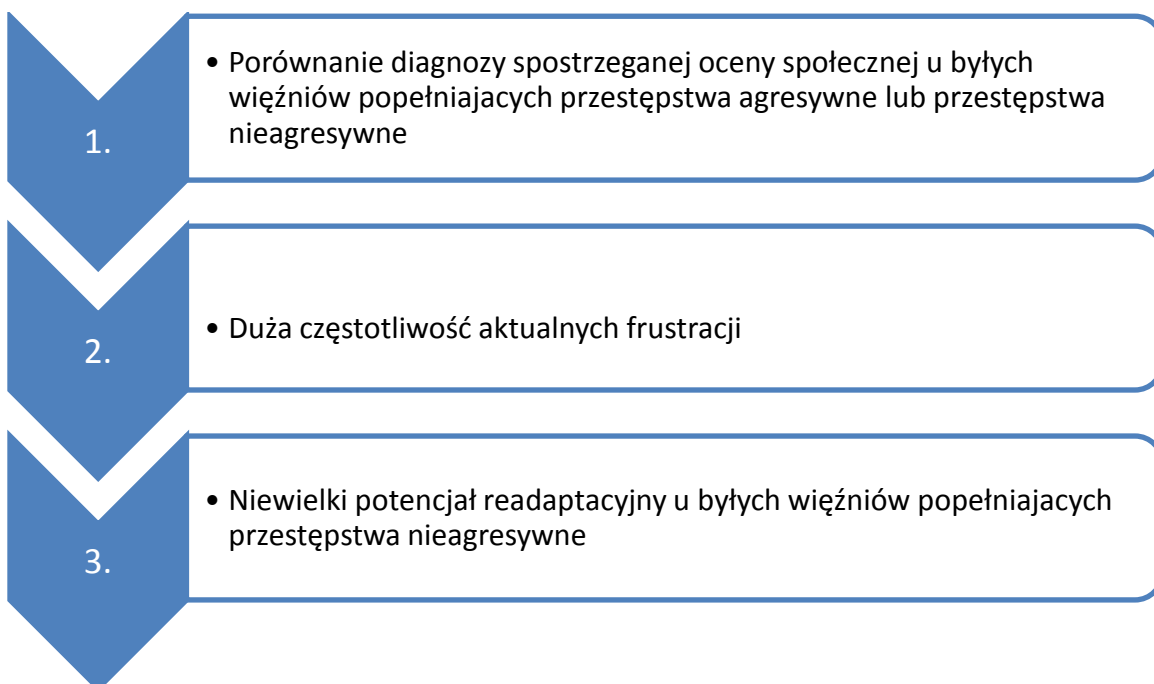 1.
• Porównanie diagnozy spostrzeganej oceny społecznej u byłych
więźniów popełniajacych przestępstwa agresywne lub przestępstwa
nieagresywne
2.
• Duża częstotliwość aktualnych frustracji
3.
• Niewielki potencjał readaptacyjny u byłych więźniów popełniajacych
przestępstwa nieagresywne